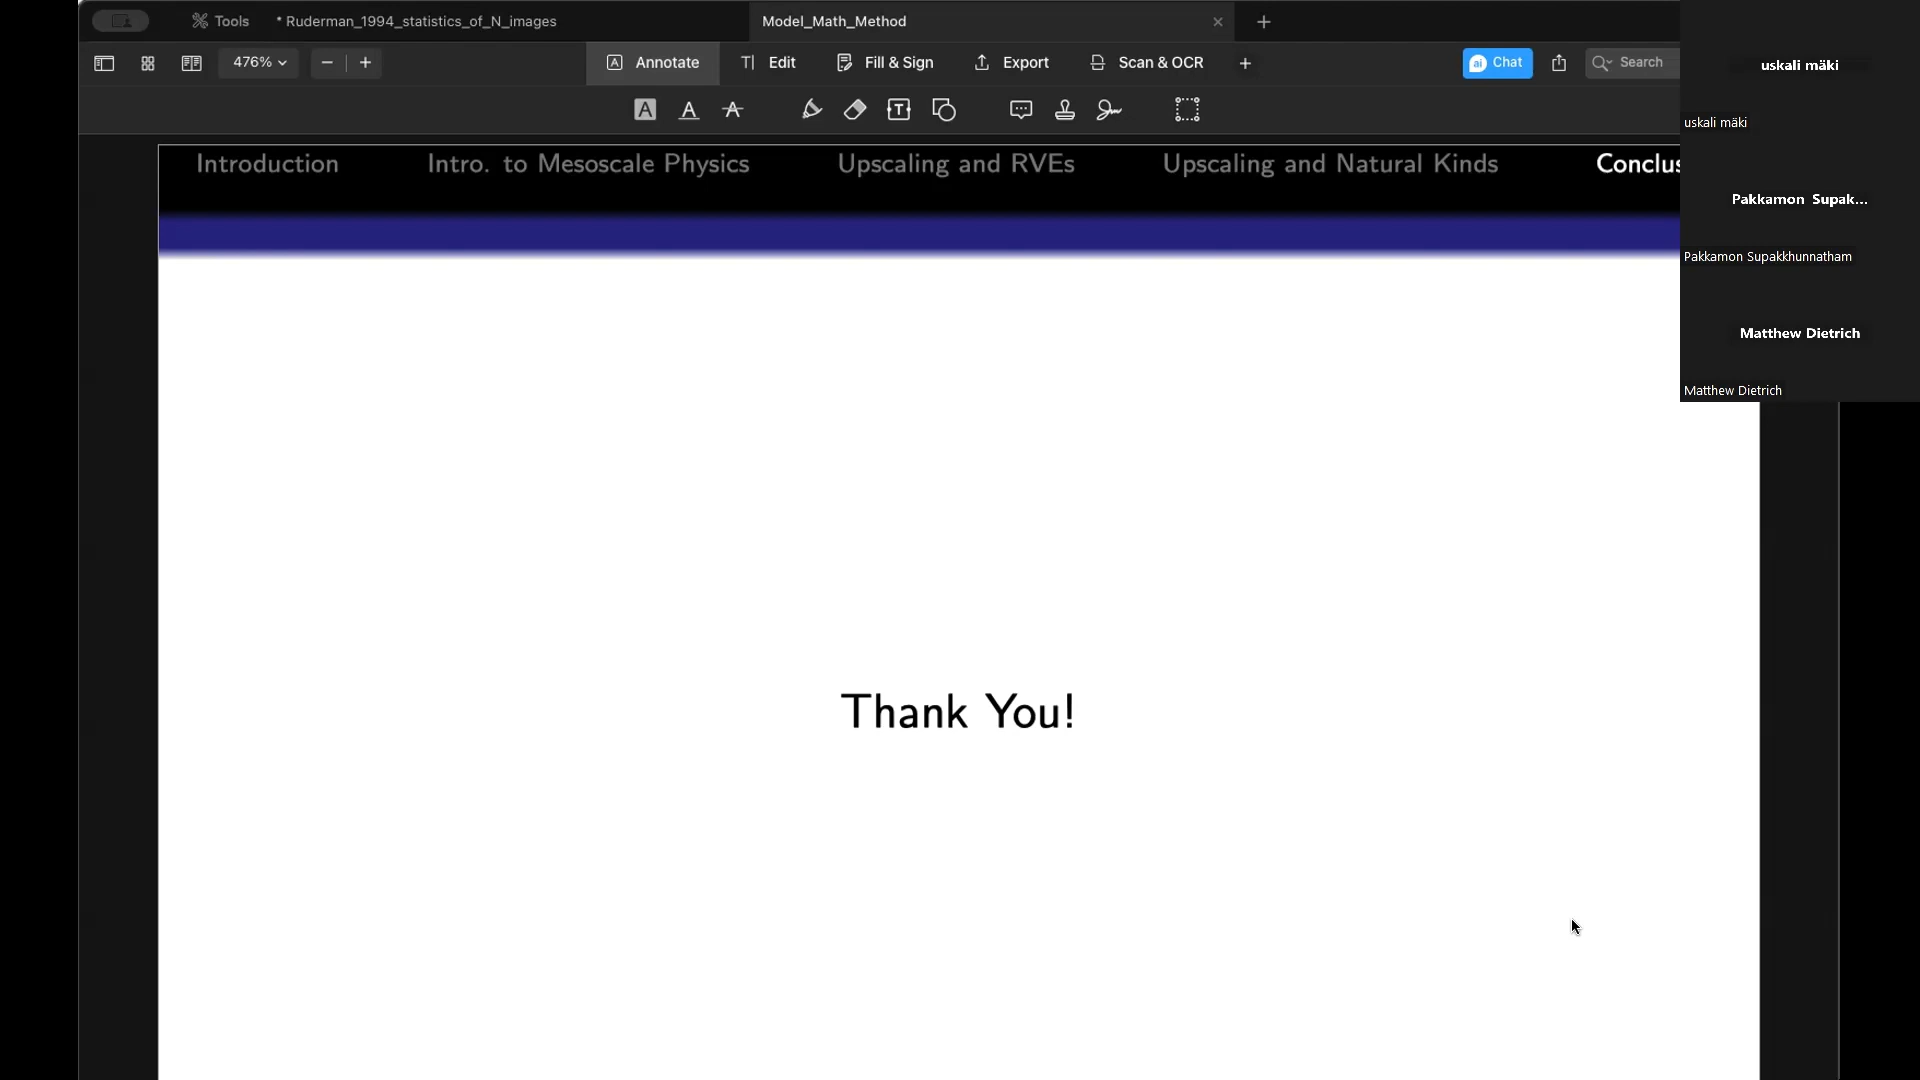 Tools
* Ruderman_1994_statistics_of_N_images
Model_Math_Method
476%
Annotate
Edit
Fill & Sign
Export
Scan & OCR
ai Chat
Search
Introduction
Intro. to Mesoscale Physics
Upscaling and RVEs
Upscaling and Natural Kinds
Conclus
Thank You!
uskali mäki
uskali mäki
Pakkamon Supak...
Pakkamon Supakkhunnatham
Matthew Dietrich
Matthew Dietrich